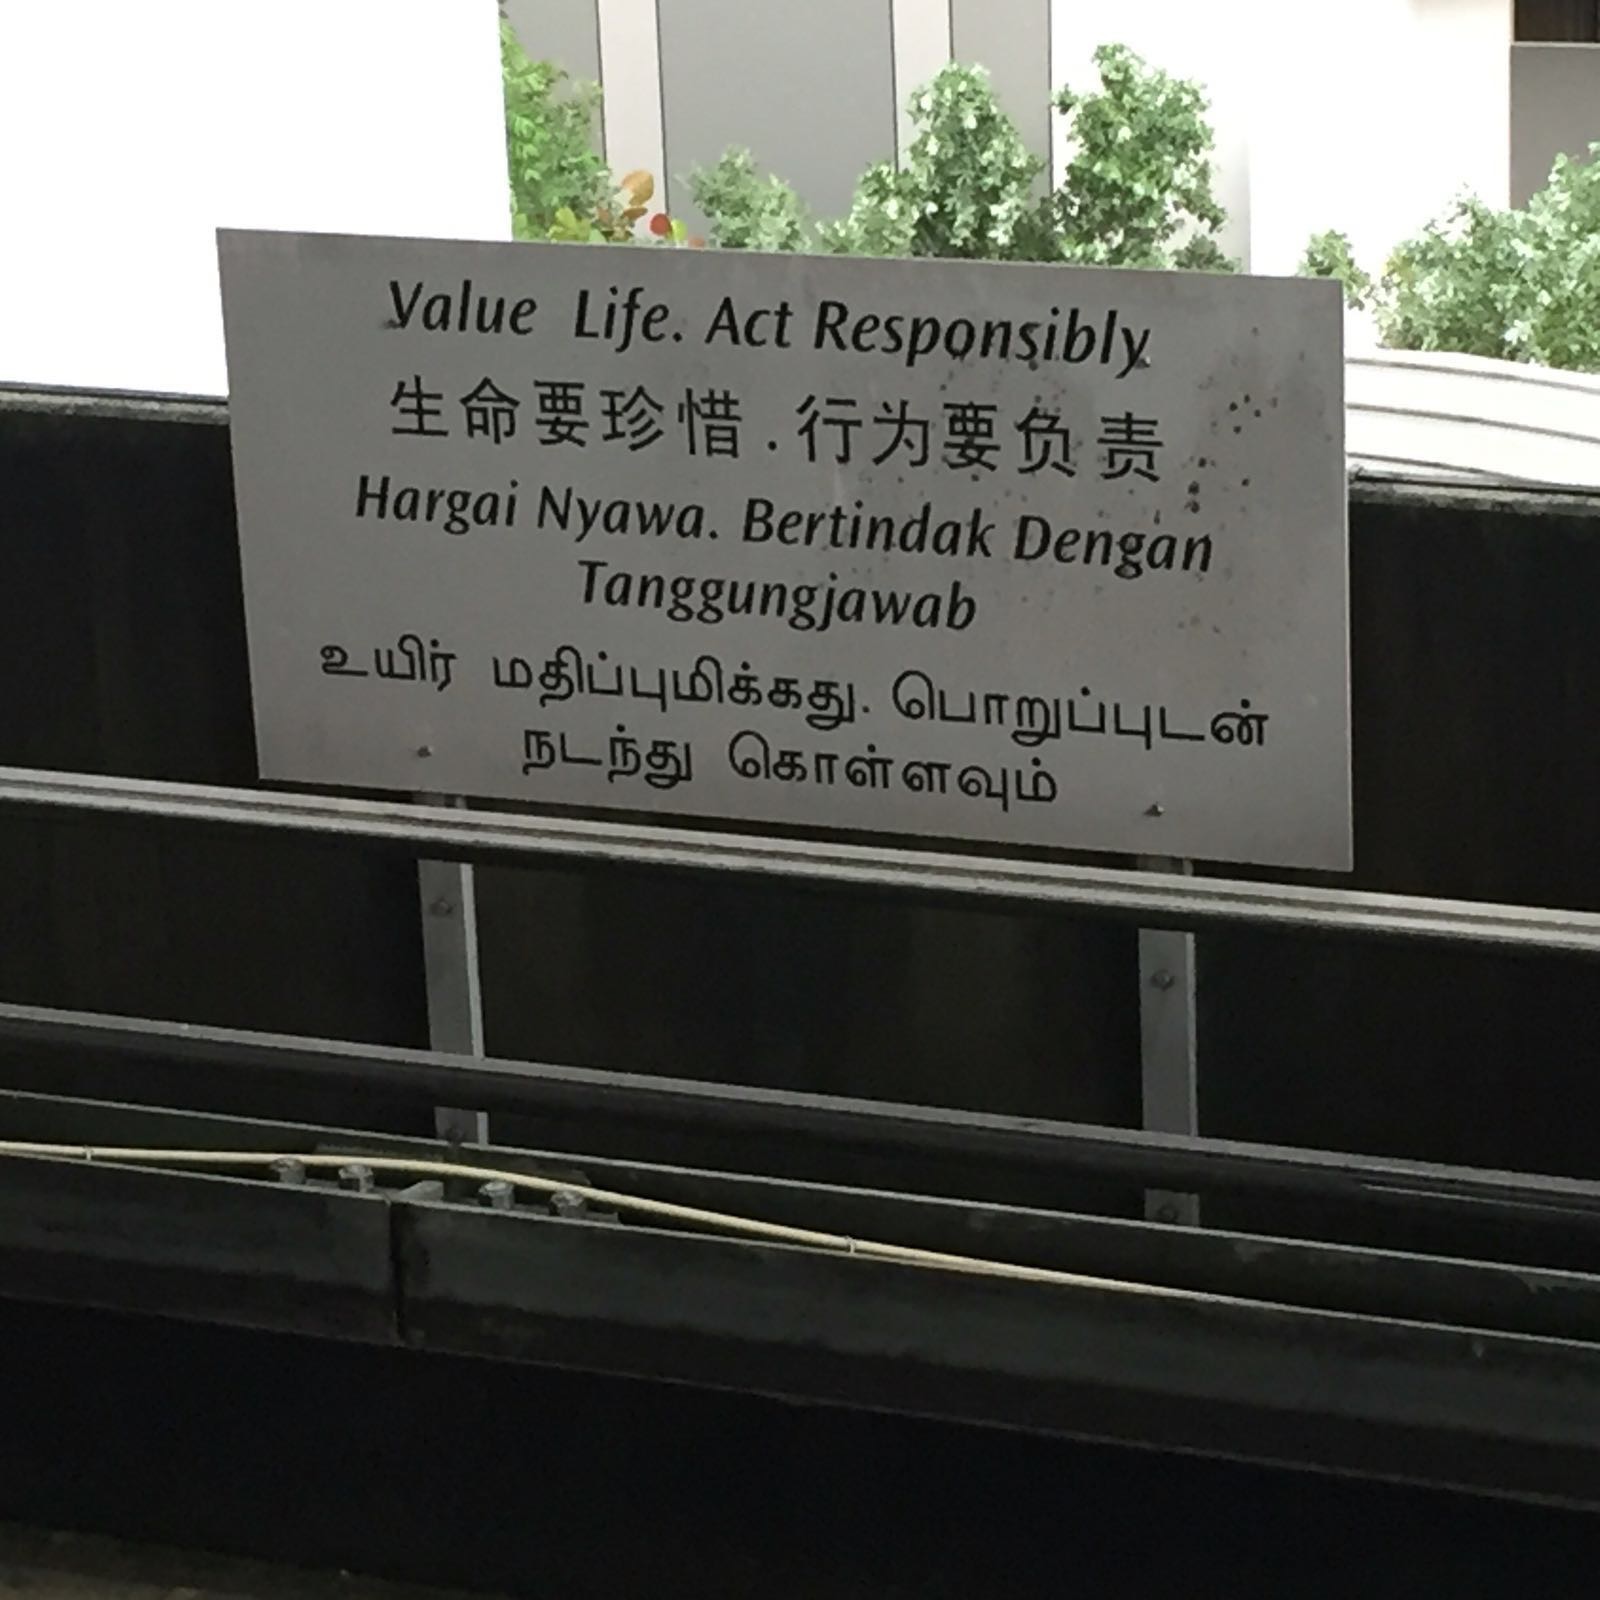 Value Life. Act Responsibly
生命要珍惜.行为要负责
Hargai Nyawa. Bertindak Dengan
Tanggungjawab
உயிர் மதிப்புமிக்கது. பொறுப்புடன்
நடந்து கொள்ளவும்